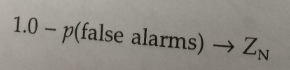 1.0 – p(false alarms) → Z_N